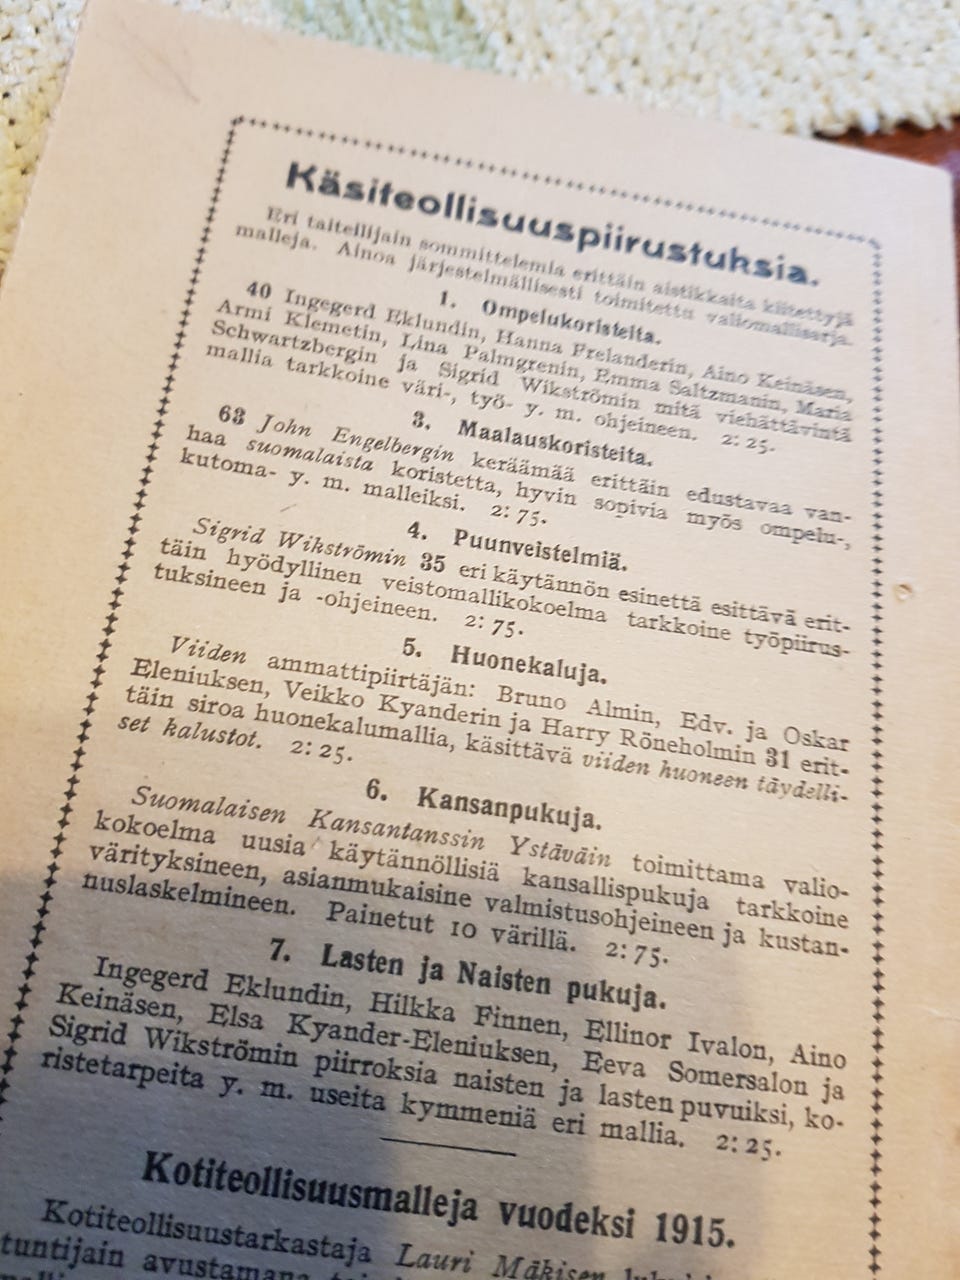 Käsiteollisuuspiirustuksia.
Eri taiteilijain sommittelemia erittäin aistikkaita kiitettyjä
malleja. Ainoa järjestelmällisesti toimitettu valiomallisarja.
1. Ompelukoristeita.
40 Ingegerd Eklundin, Hanna Frelanderin, Aino Keinäsen,
Armi Klemetin, Lina Palmgrenin, Emma Saltzmanin, Maria
Schwartzbergin ja Sigrid Wikströmin mitä viehättävintä
mallia tarkkoine väri-, työ- y. m. ohjeineen. 2: 25.
3. Maalauskoristeita.
63 John Engelbergin keräämää erittäin edustavaa van-
haa suomalaista koristetta, hyvin sopivia myös ompelu-,
kutoma- y. m. malleiksi. 2: 75.
4. Puunveistelmiä.
Sigrid Wikströmin 35 eri käytännön esinettä esittävä erit-
täin hyödyllinen veistomallikokoelma tarkkoine työpiirus-
tuksineen ja -ohjeineen. 2: 75.
5. Huonekaluja.
Viiden ammattipiirtäjän: Bruno Almin, Edv. ja Oskar
Eleniuksen, Veikko Kyanderin ja Harry Röneholmin 31 erit-
täin siroa huonekalumallia, käsittävä viiden huoneen täydelli-
set kalustot. 2: 25.
6. Kansanpukuja.
Suomalaisen Kansantanssin Ystäväin toimittama valio-
kokoelma uusia käytännöllisiä kansallispukuja tarkkoine
värityksineen, asianmukaisine valmistusohjeineen ja kustan-
nuslaskelmineen. Painetut 10 värillä. 2: 75.
7. Lasten ja Naisten pukuja.
Ingegerd Eklundin, Hilkka Finnen, Ellinor Ivalon, Aino
Keinäsen, Elsa Kyander-Eleniuksen, Eeva Somersalon ja
Sigrid Wikströmin piirroksia naisten ja lasten puvuiksi, ko-
ristetarpeita y. m. useita kymmeniä eri mallia. 2: 25.
Kotiteollisuusmalleja vuodeksi 1915.
Kotiteollisuustarkastaja Lauri Mäkisen
tuntijain avustamana